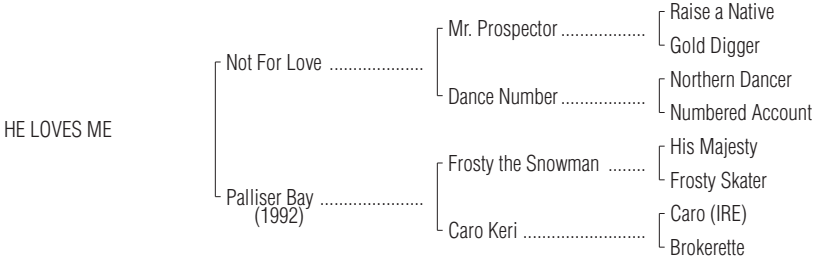 Raise a Native
Mr. Prospector ..................
Gold Digger
Not For Love ....................
Northern Dancer
Dance Number ..................
Numbered Account
HE LOVES ME
His Majesty
Frosty the Snowman ........
Frosty Skater
Palliser Bay ......................
(1992)
Caro (IRE)
Caro Keri ..........................
Brokerette